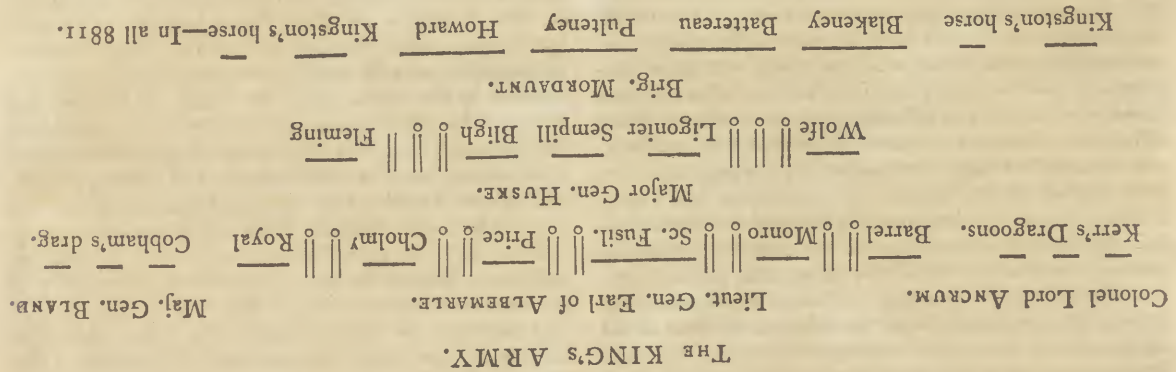 THE KING's ARMY.
Colonel Lord ANCRUM. Lieut. Gen. Earl of ALBEMARLE. Maj. Gen. BLAND.
Kerr's Dragoons. Barrel Monro Sc. Fusil. Price Cholmʸ Royal Cobham's drag.
Major Gen. HUSKE.
Wolfe Ligonier Sempill Bligh Fleming
Brig. MORDAUNT.
Kingston's horse Blakeney Battereau Pulteney Howard Kingston's horse—In all 8811.